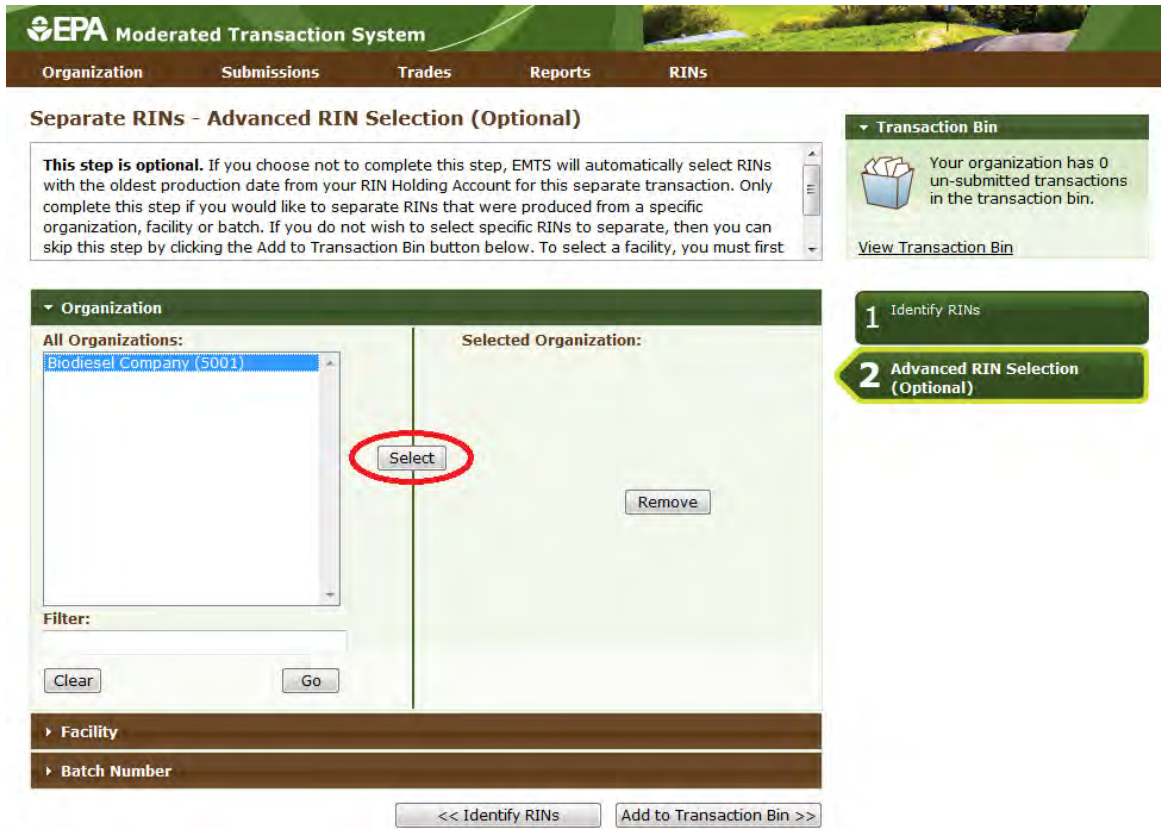 EPA Moderated Transaction System
Organization Submissions Trades Reports RINs
Separate RINs - Advanced RIN Selection (Optional)
This step is optional. If you choose not to complete this step, EMTS will automatically select RINs
with the oldest production date from your RIN Holding Account for this separate transaction. Only
complete this step if you would like to separate RINs that were produced from a specific
organization, facility or batch. If you do not wish to select specific RINs to separate, then you can
skip this step by clicking the Add to Transaction Bin button below. To select a facility, you must first
Transaction Bin
Your organization has 0
un-submitted transactions
in the transaction bin.
View Transaction Bin
1 Identify RINs
2 Advanced RIN Selection
(Optional)
Organization
All Organizations:
Biodiesel Company (5001)
Select
Selected Organization:
Remove
Filter:
Clear Go
Facility
Batch Number
<< Identify RINs Add to Transaction Bin >>